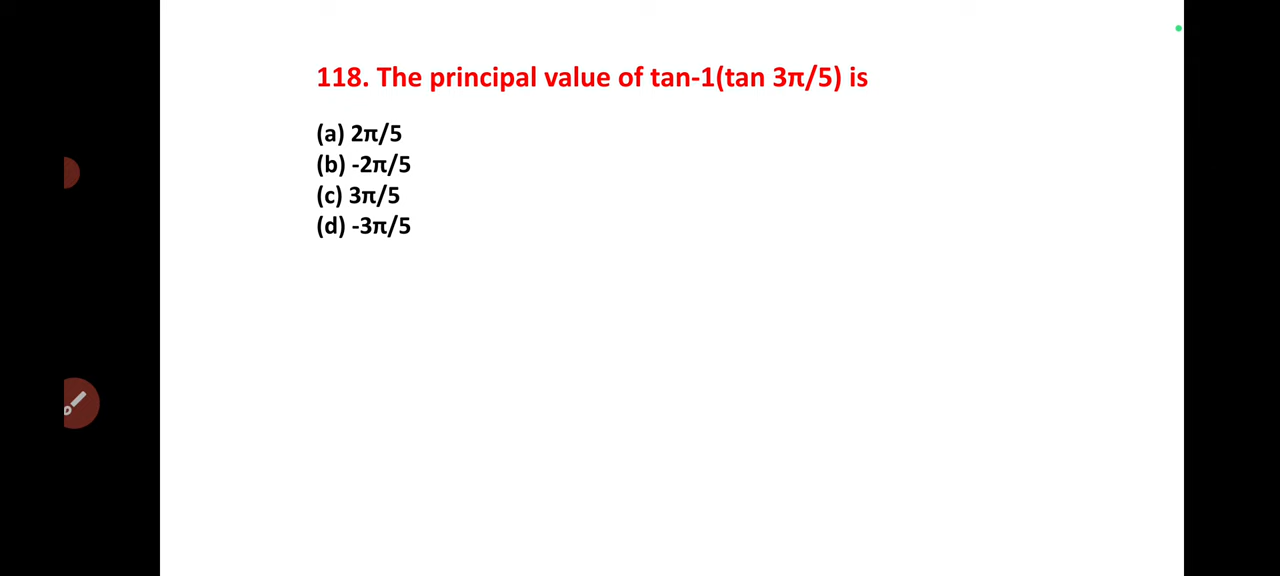 118. The principal value of tan-1(tan 3π/5) is
(a) 2π/5
(b) -2π/5
(c) 3π/5
(d) -3π/5